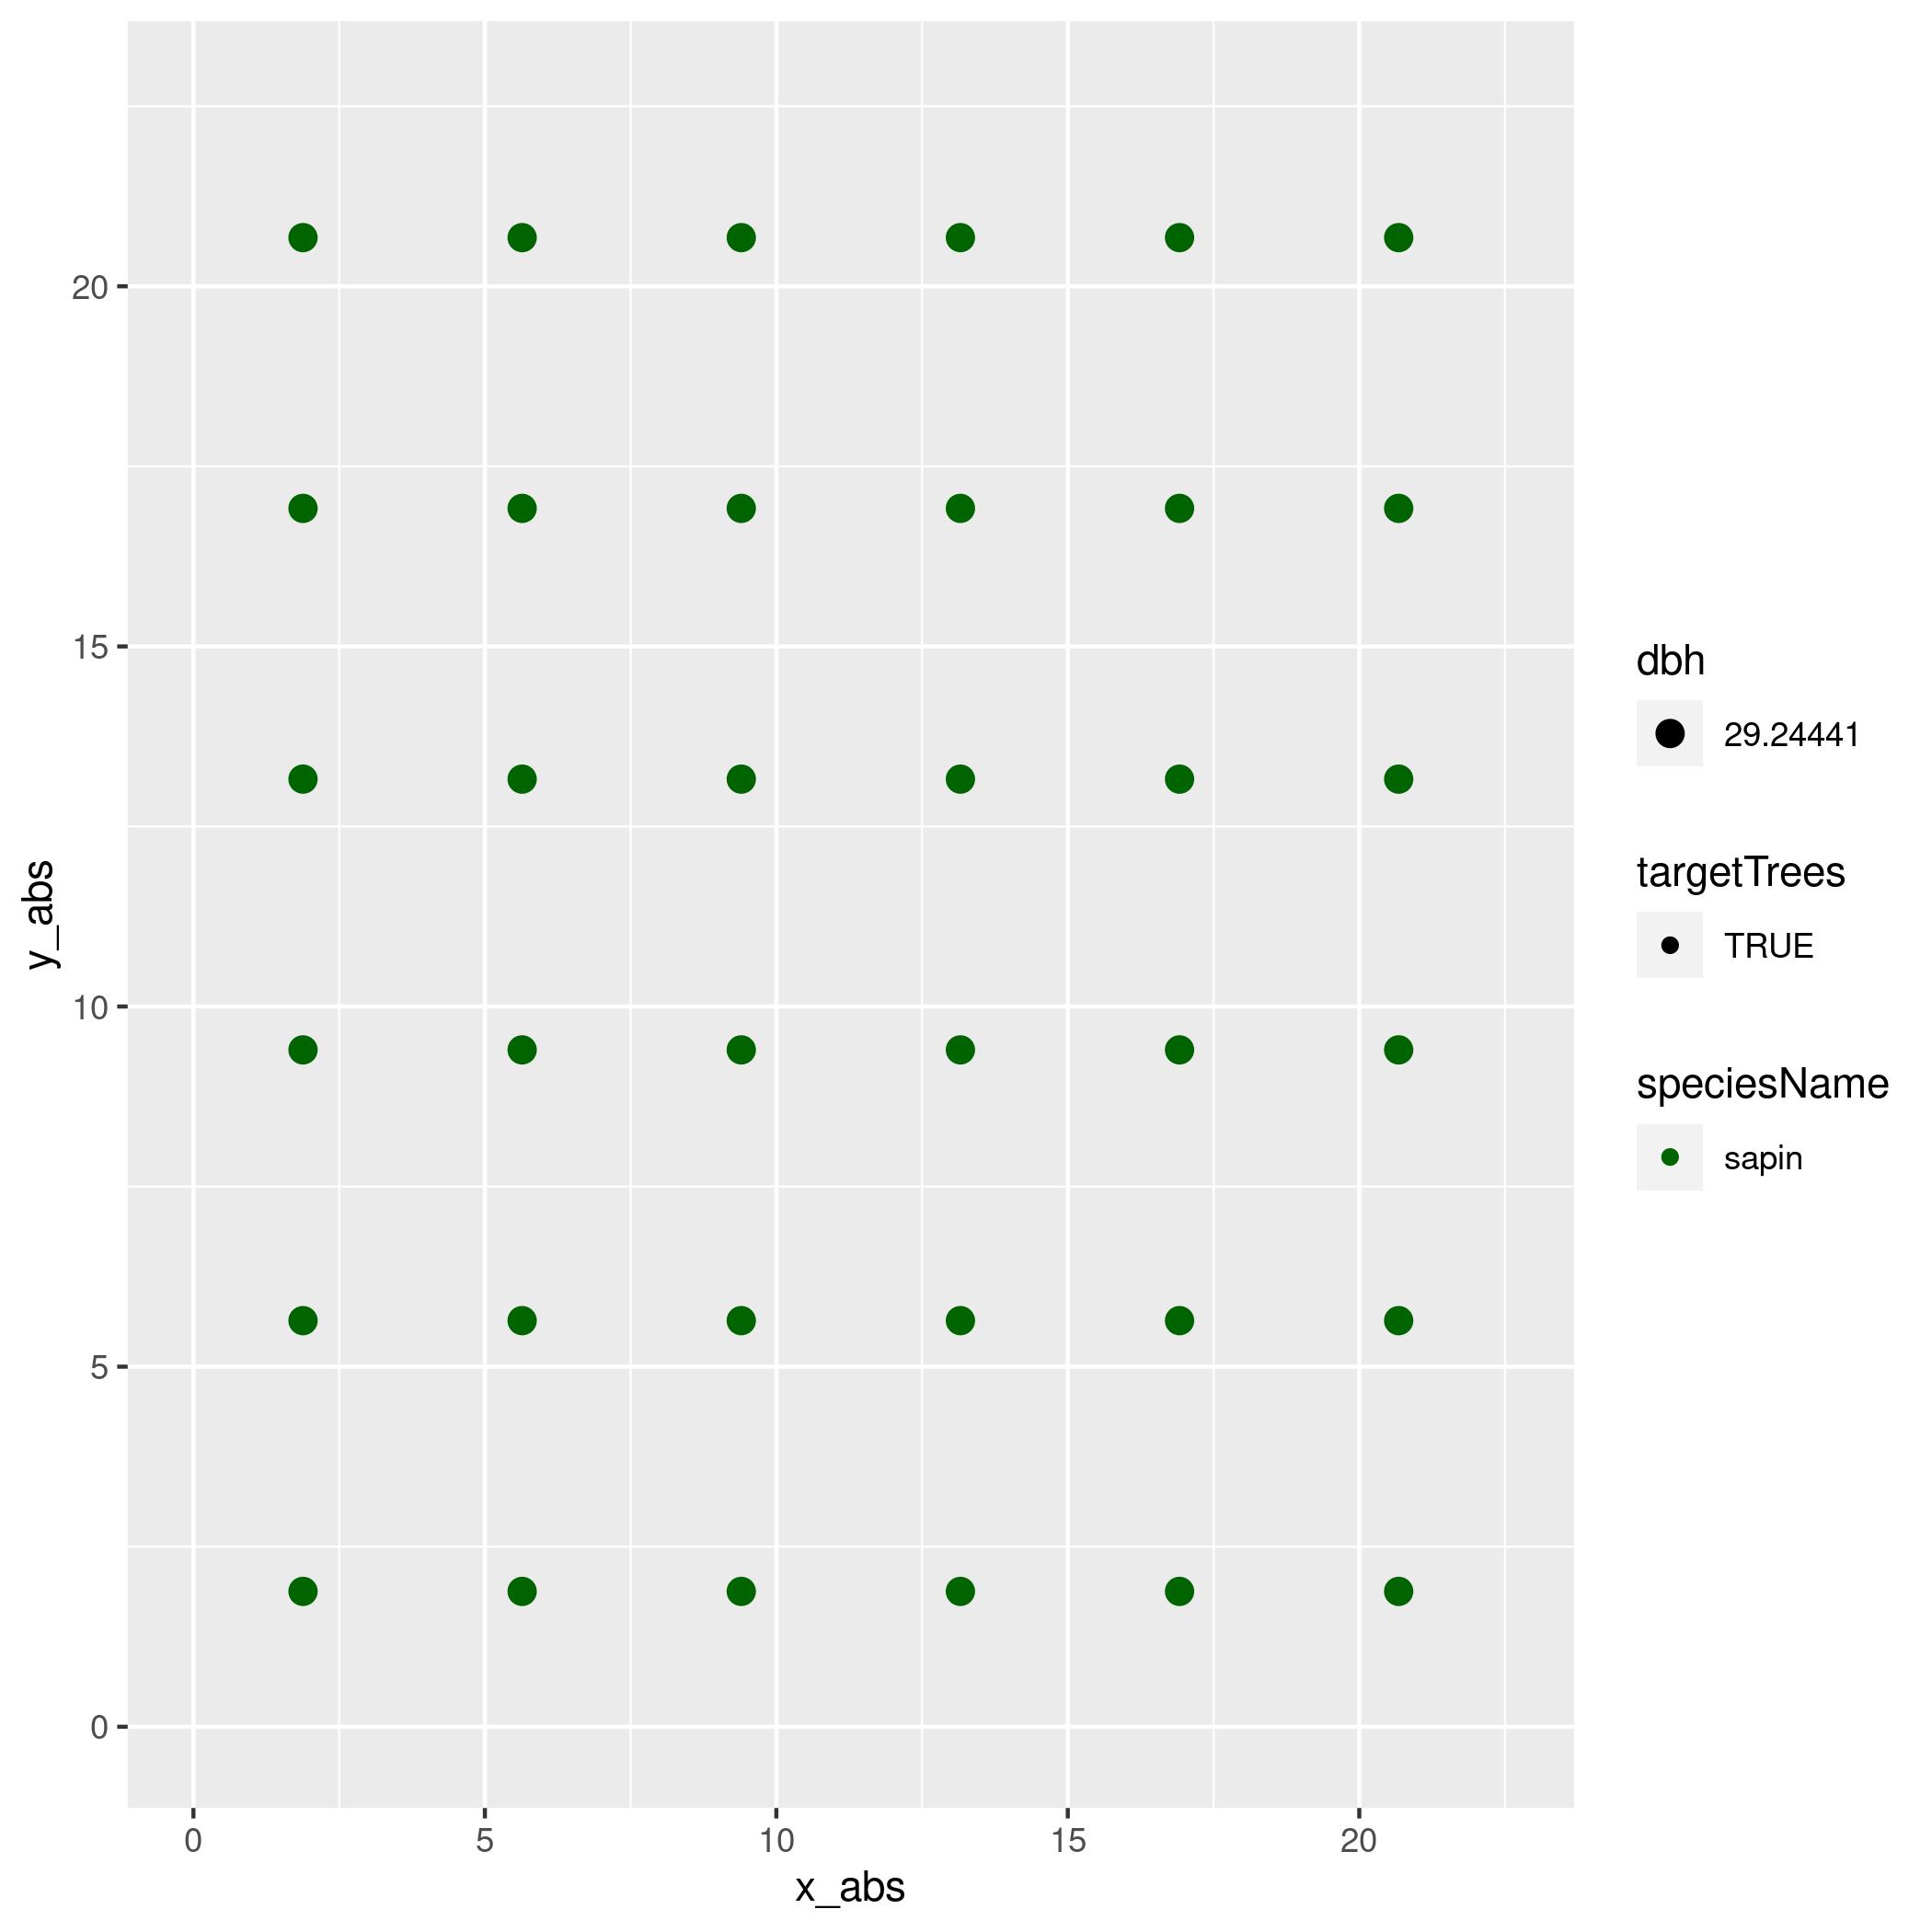 20
15
10
5
0
y_abs
0 5 10 15 20
x_abs
dbh
29.24441
targetTrees
TRUE
speciesName
sapin